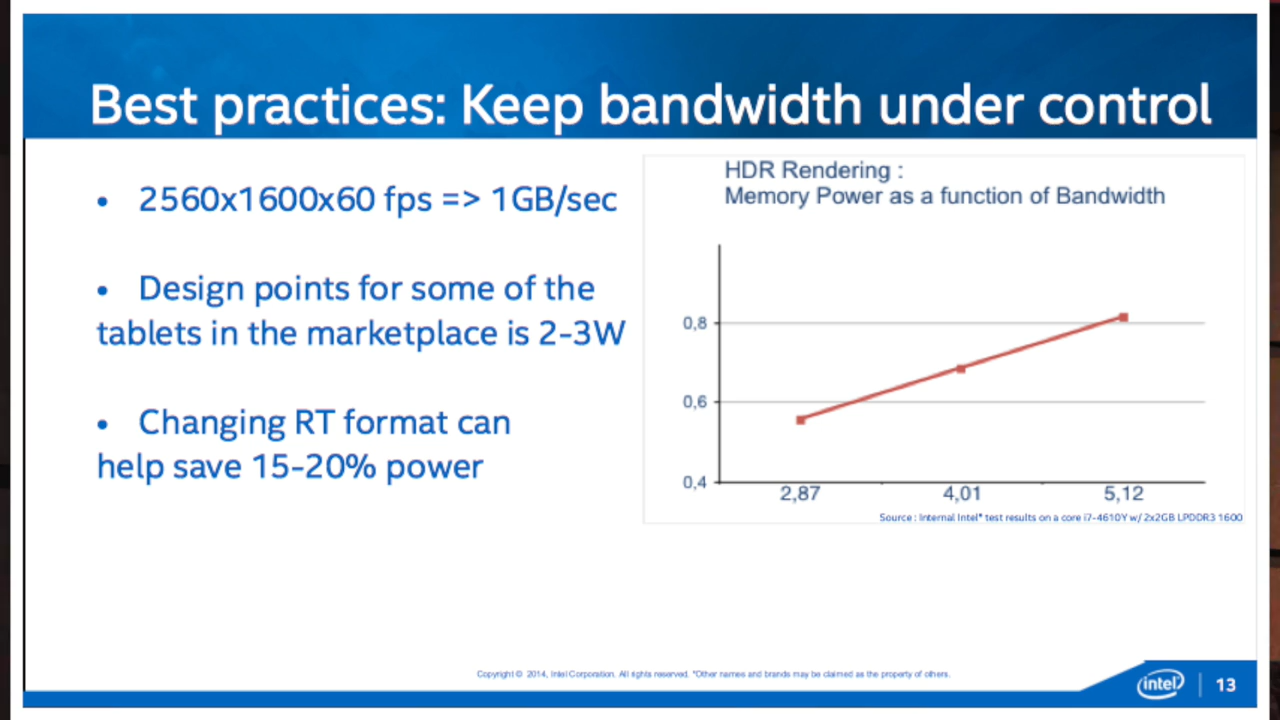 Best practices: Keep bandwidth under control
• 2560x1600x60 fps => 1GB/sec
• Design points for some of the
tablets in the marketplace is 2-3W
• Changing RT format can
help save 15-20% power
HDR Rendering :
Memory Power as a function of Bandwidth
0,8
0,6
0,4
2,87 4,01 5,12
Source : Internal Intel® test results on a core i7-4610Y w/ 2x2GB LPDDR3 1600
Copyright © 2014, Intel Corporation. All rights reserved. *Other names and brands may be claimed as the property of others.
intel 13